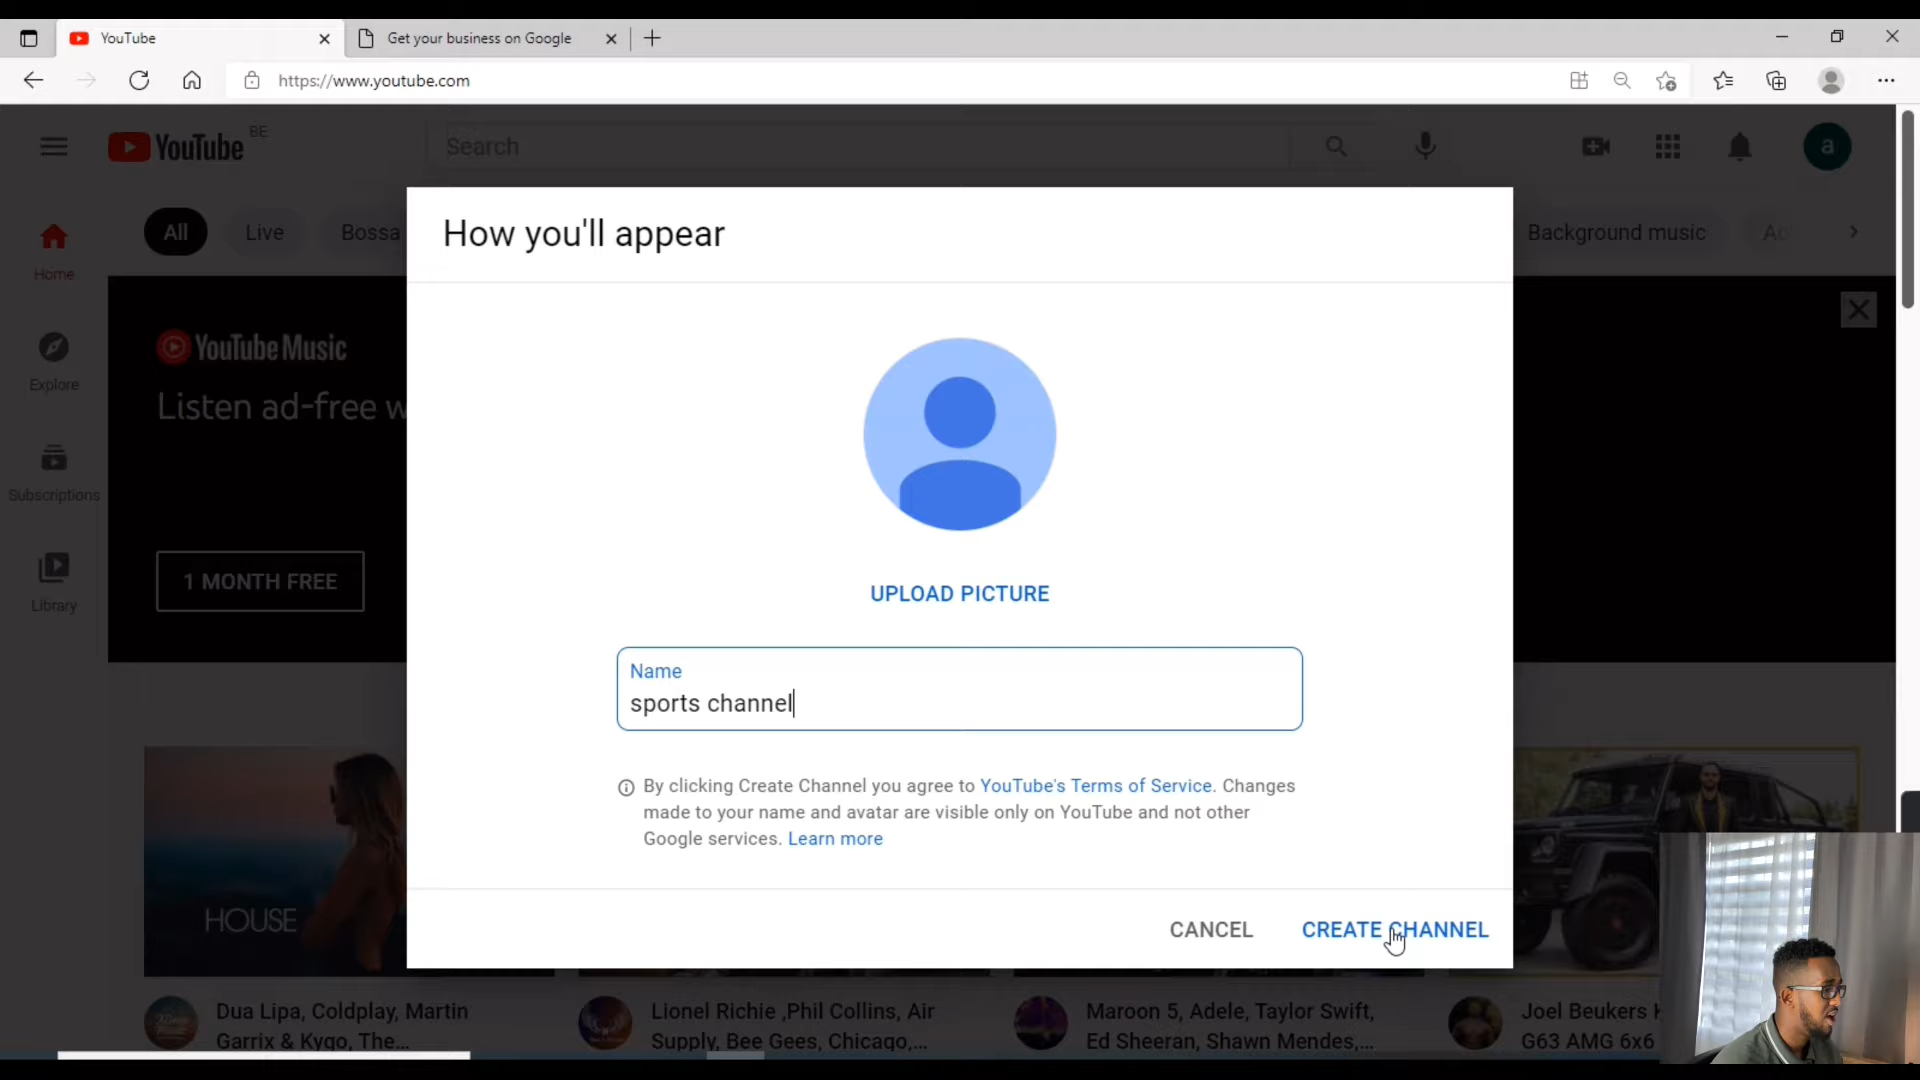 YouTube
Get your business on Google
https://www.youtube.com
YouTube BE
Search
a
All
Live
Bossa
Background music
Home
Explore
Subscriptions
Library
YouTube Music
Listen ad-free w
1 MONTH FREE
How you'll appear
UPLOAD PICTURE
Name
sports channel
By clicking Create Channel you agree to YouTube's Terms of Service. Changes
made to your name and avatar are visible only on YouTube and not other
Google services. Learn more
CANCEL
CREATE CHANNEL
HOUSE
Dua Lipa, Coldplay, Martin
Garrix & Kygo, The...
Lionel Richie ,Phil Collins, Air
Supply, Bee Gees, Chicago,...
Maroon 5, Adele, Taylor Swift,
Ed Sheeran, Shawn Mendes,...
Joel Beukers
G63 AMG 6x6